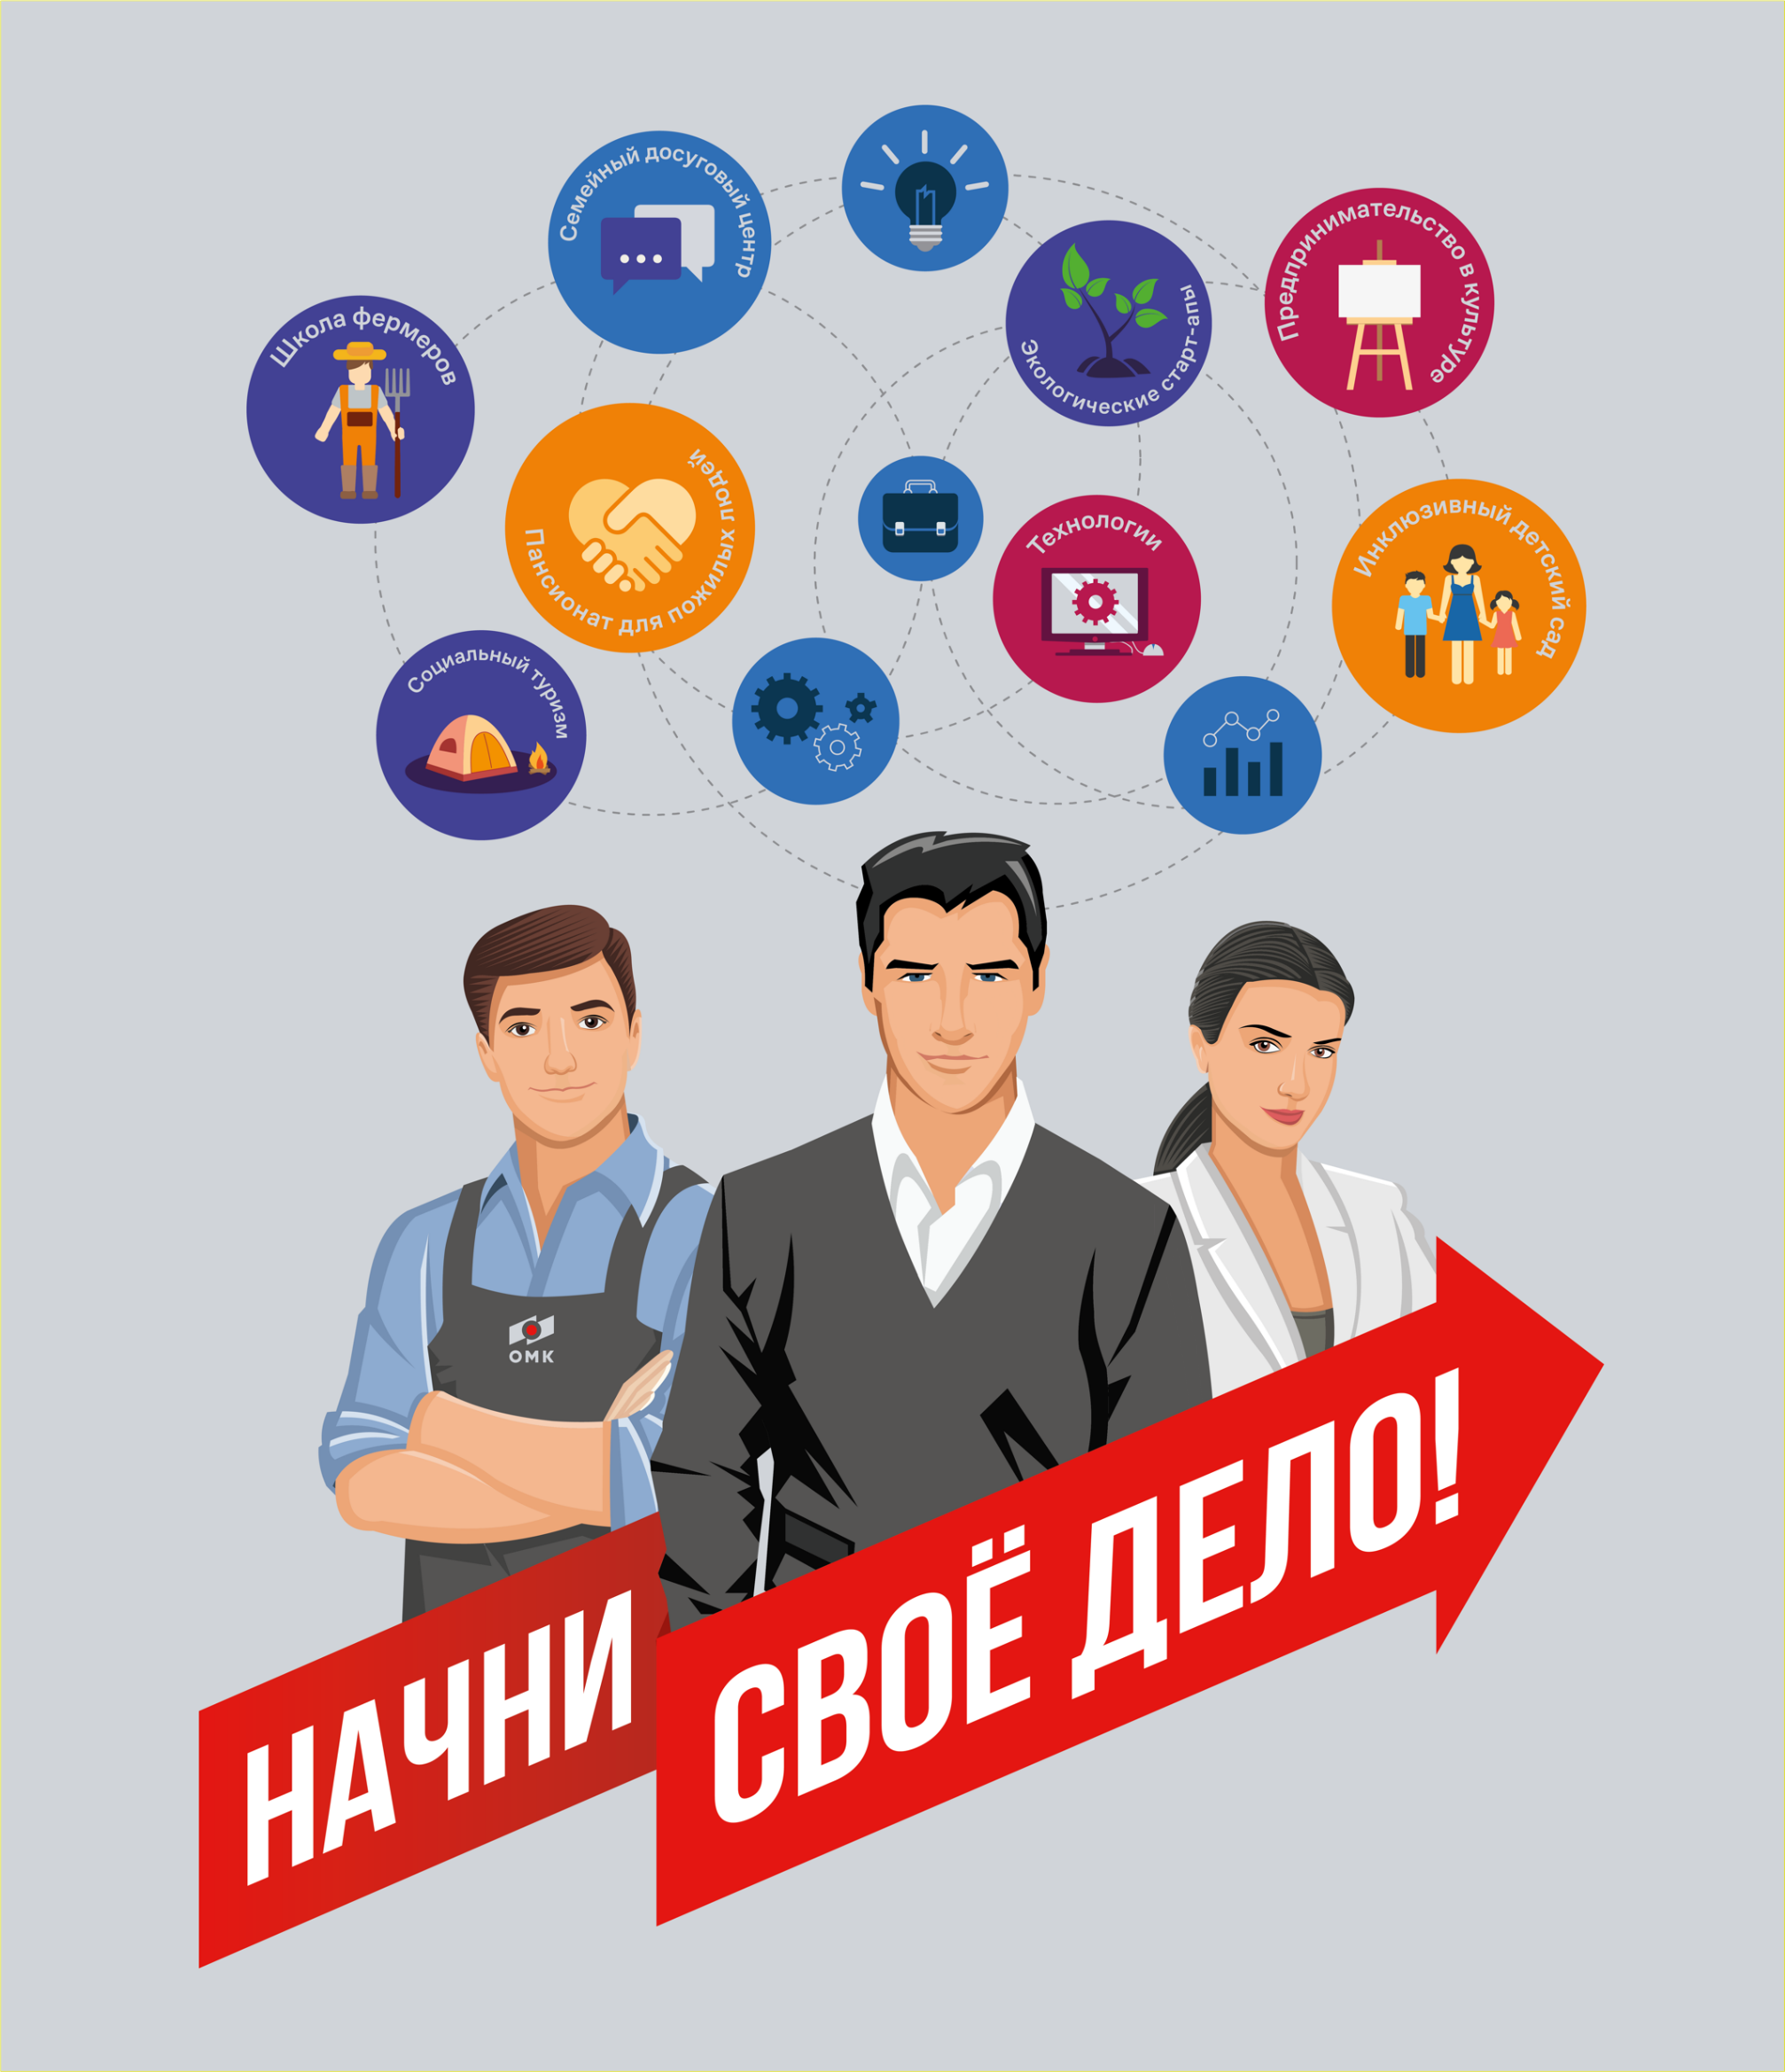 Семейный досуговый центр
Предпринимательство в культуре
Экологические старт-апы
Школа фермеров
Пансионат для пожилых людей
Технологии
Инклюзивный детский сад
Социальный туризм
ОМК
НАЧНИ
СВОЁ ДЕЛО!